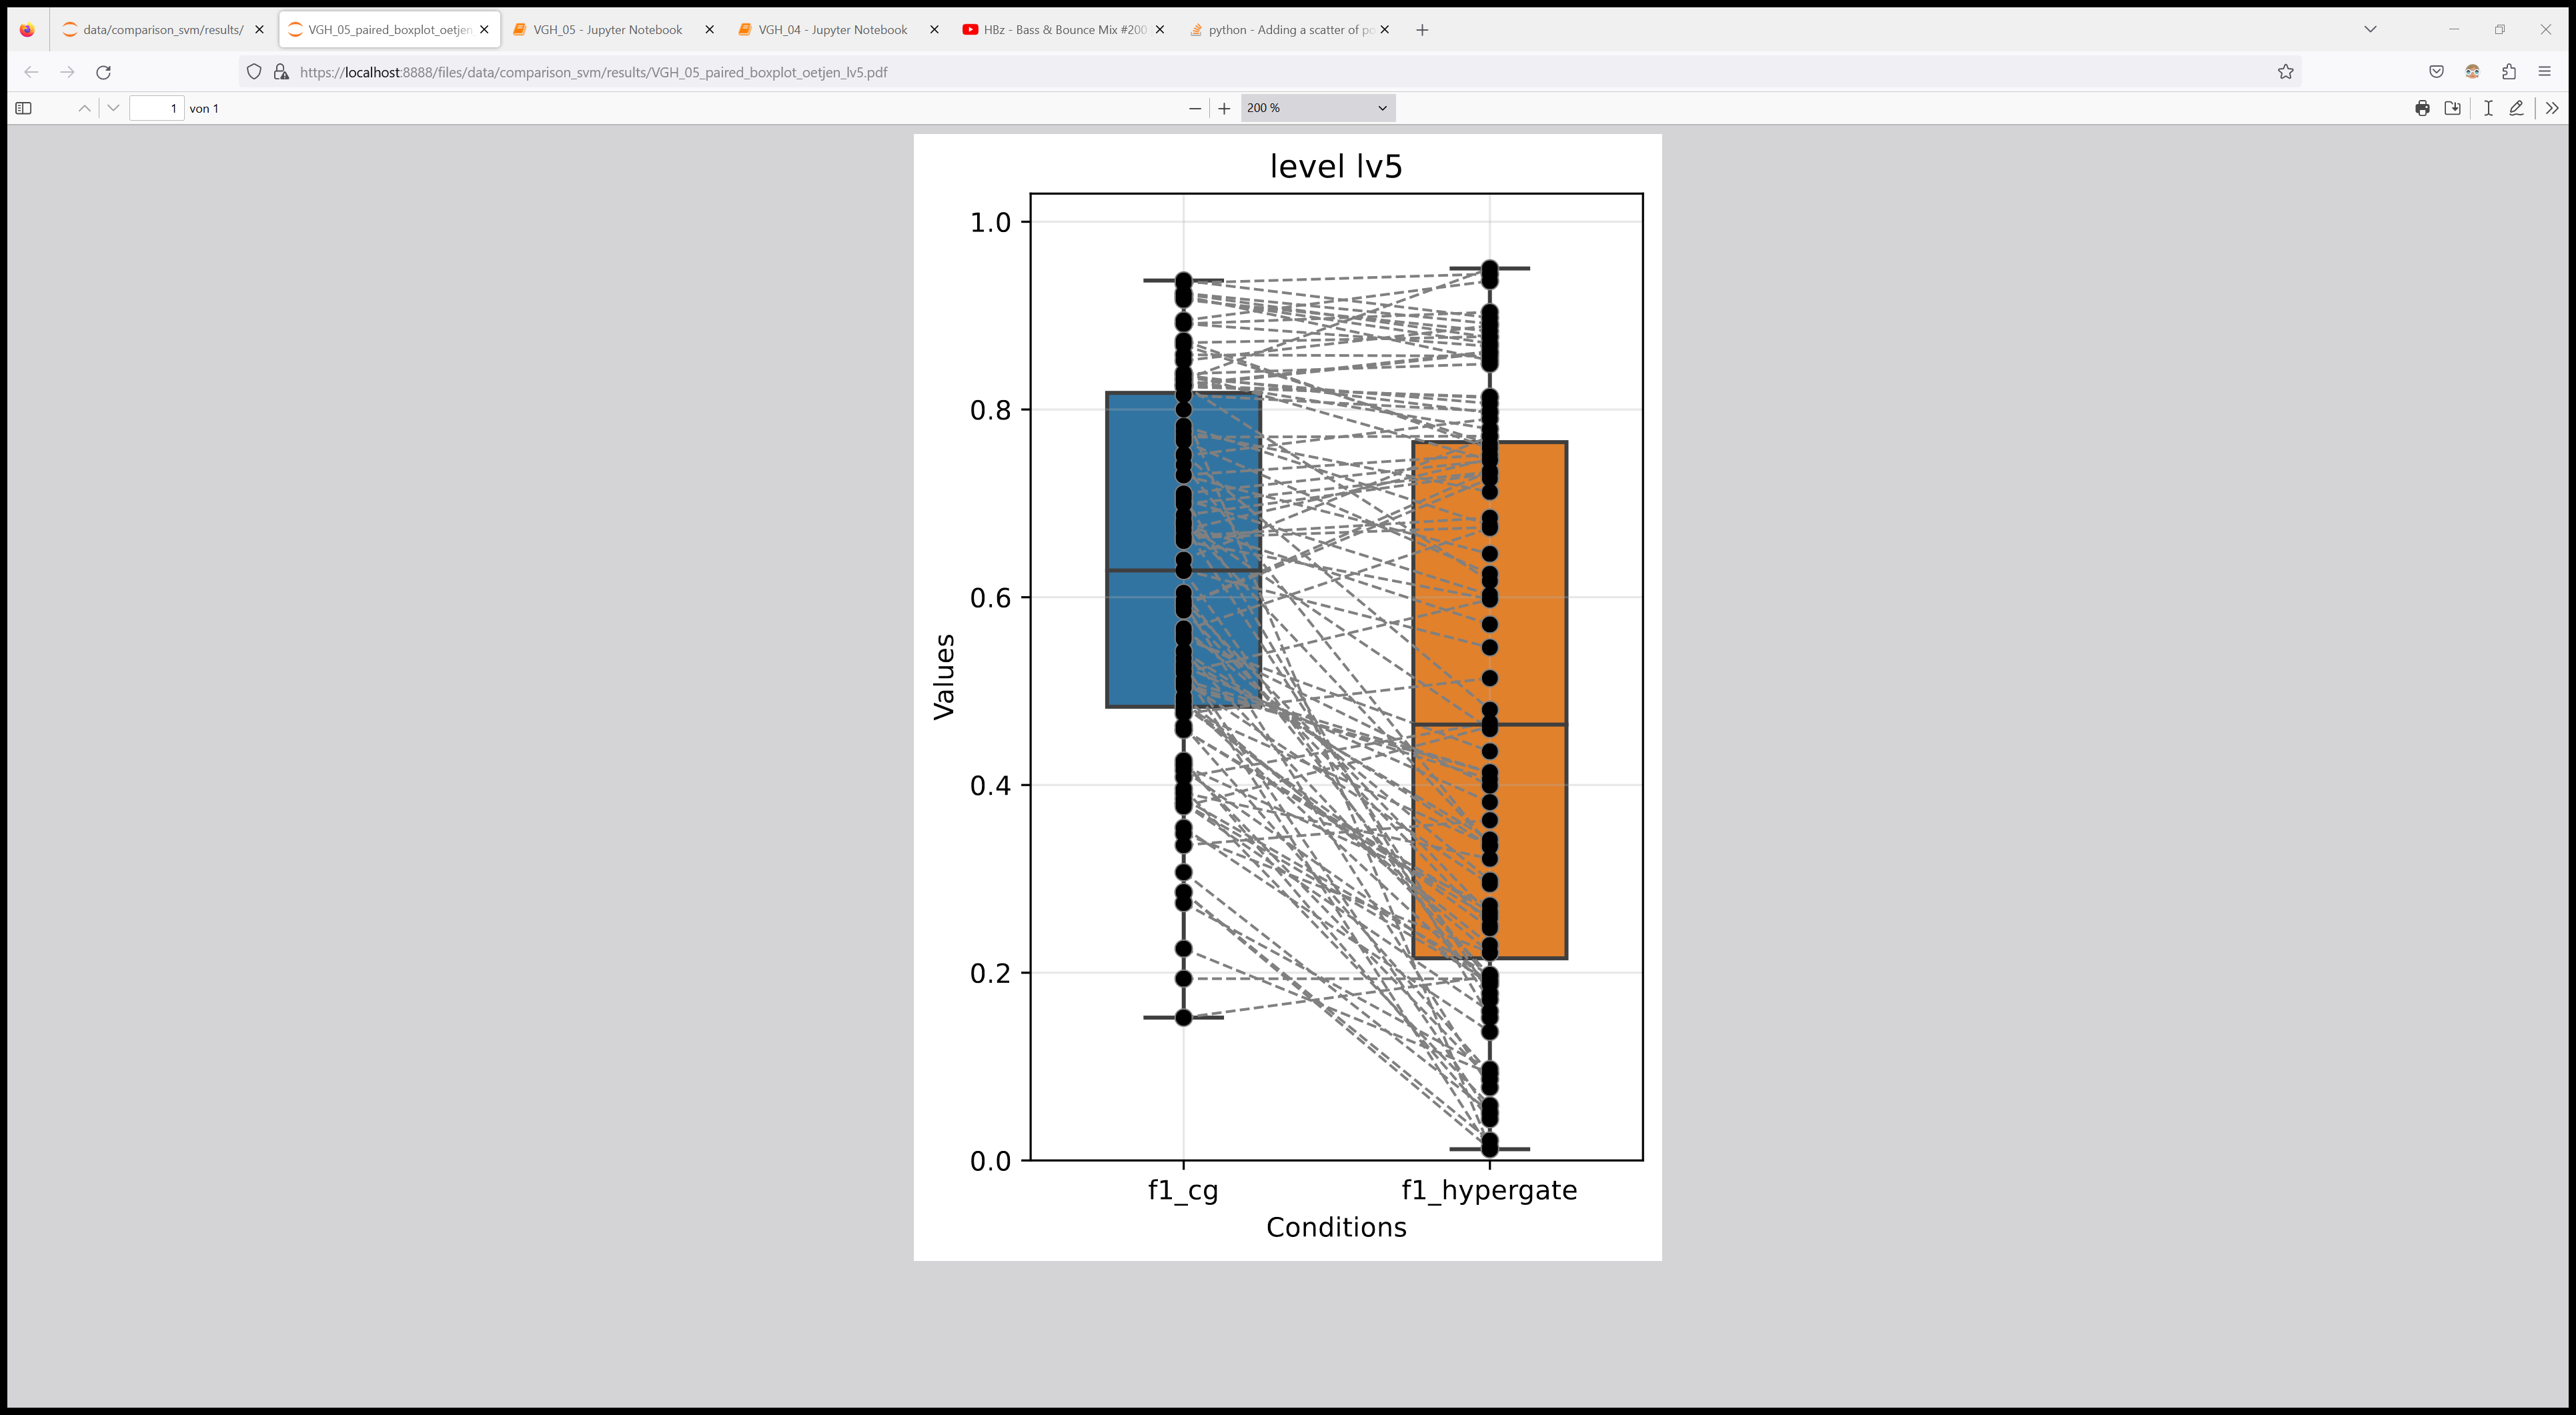 data/comparison_svm/results/
VGH_05_paired_boxplot_oetjen
VGH_05 - Jupyter Notebook
VGH_04 - Jupyter Notebook
HBz - Bass & Bounce Mix #200
python - Adding a scatter of po
https://localhost:8888/files/data/comparison_svm/results/VGH_05_paired_boxplot_oetjen_lv5.pdf
1 von 1
200 %
level lv5
1.0
0.8
0.6
0.4
0.2
0.0
Values
f1_cg
f1_hypergate
Conditions